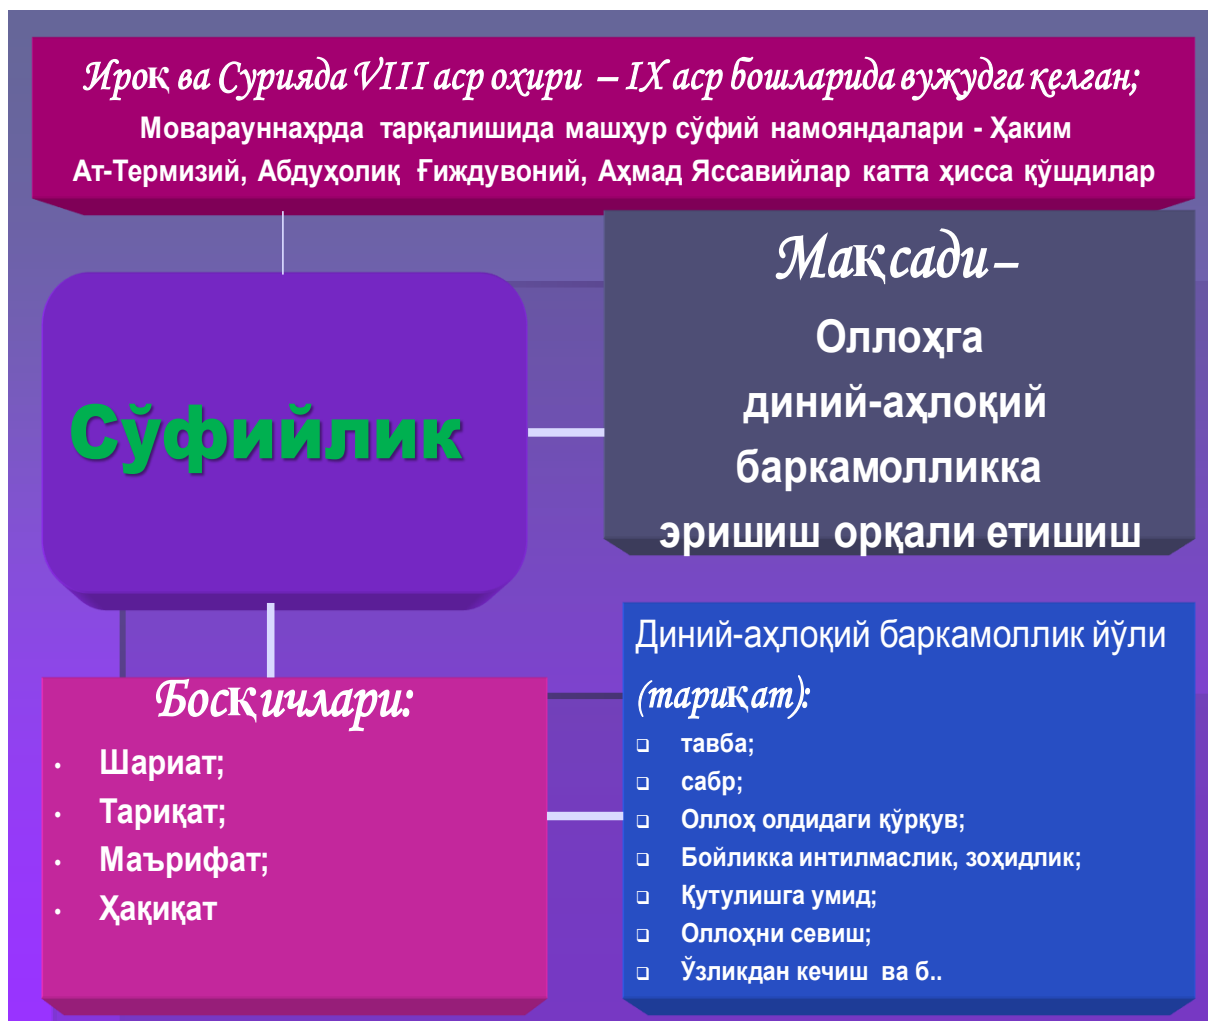 Ироқ ва Сурияда VIII аср охири – IX аср бошларида вужудга келган;
Моварауннаҳрда тарқалишида машҳур сўфий намояндалари - Ҳаким
Ат-Термизий, Абдуҳолиқ Ғиждувоний, Аҳмад Яссавийлар катта ҳисса қўшдилар
Мақсади –
Оллоҳга
диний-аҳлоқий
баркамолликка
эришиш орқали етишиш
Сўфийлик
Босқичлари:
• Шариат;
• Тариқат;
• Маърифат;
• Ҳақиқат
Диний-аҳлоқий баркамоллик йўли
(тариқат):
❑ тавба;
❑ сабр;
❑ Оллоҳ олдидаги қўрқув;
❑ Бойликка интилмаслик, зоҳидлик;
❑ Қутулишга умид;
❑ Оллоҳни севиш;
❑ Ўзликдан кечиш ва б..